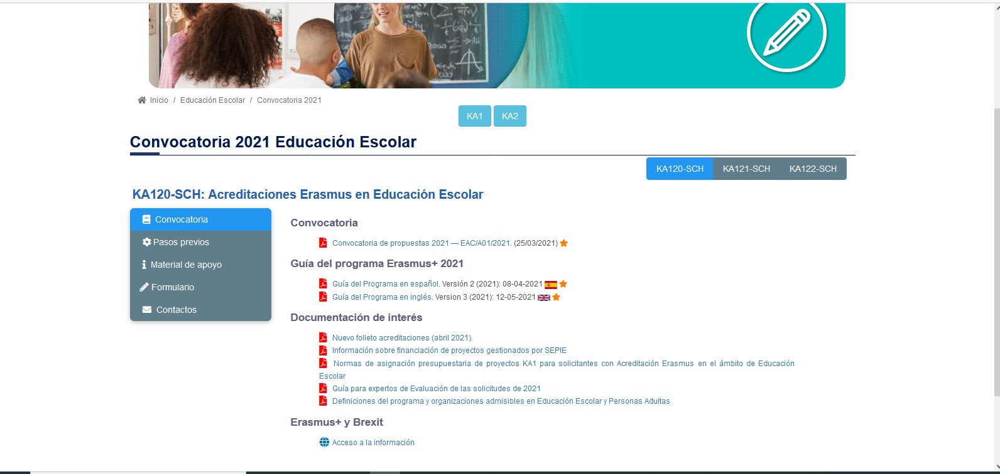 Inicio / Educación Escolar / Convocatoria 2021
KA1 KA2
Convocatoria 2021 Educación Escolar
KA120-SCH KA121-SCH KA122-SCH
KA120-SCH: Acreditaciones Erasmus en Educación Escolar
Convocatoria
Pasos previos
Material de apoyo
Formulario
Contactos
Convocatoria
Convocatoria de propuestas 2021 — EAC/A01/2021. (25/03/2021)
Guía del programa Erasmus+ 2021
Guía del Programa en español. Versión 2 (2021): 08-04-2021
Guía del Programa en inglés. Version 3 (2021): 12-05-2021
Documentación de interés
Nuevo folleto acreditaciones (abril 2021).
Información sobre financiación de proyectos gestionados por SEPIE
Normas de asignación presupuestaria de proyectos KA1 para solicitantes con Acreditación Erasmus en el ámbito de Educación
Escolar
Guía para expertos de Evaluación de las solicitudes de 2021
Definiciones del programa y organizaciones admisibles en Educación Escolar y Personas Adultas
Erasmus+ y Brexit
Acceso a la información